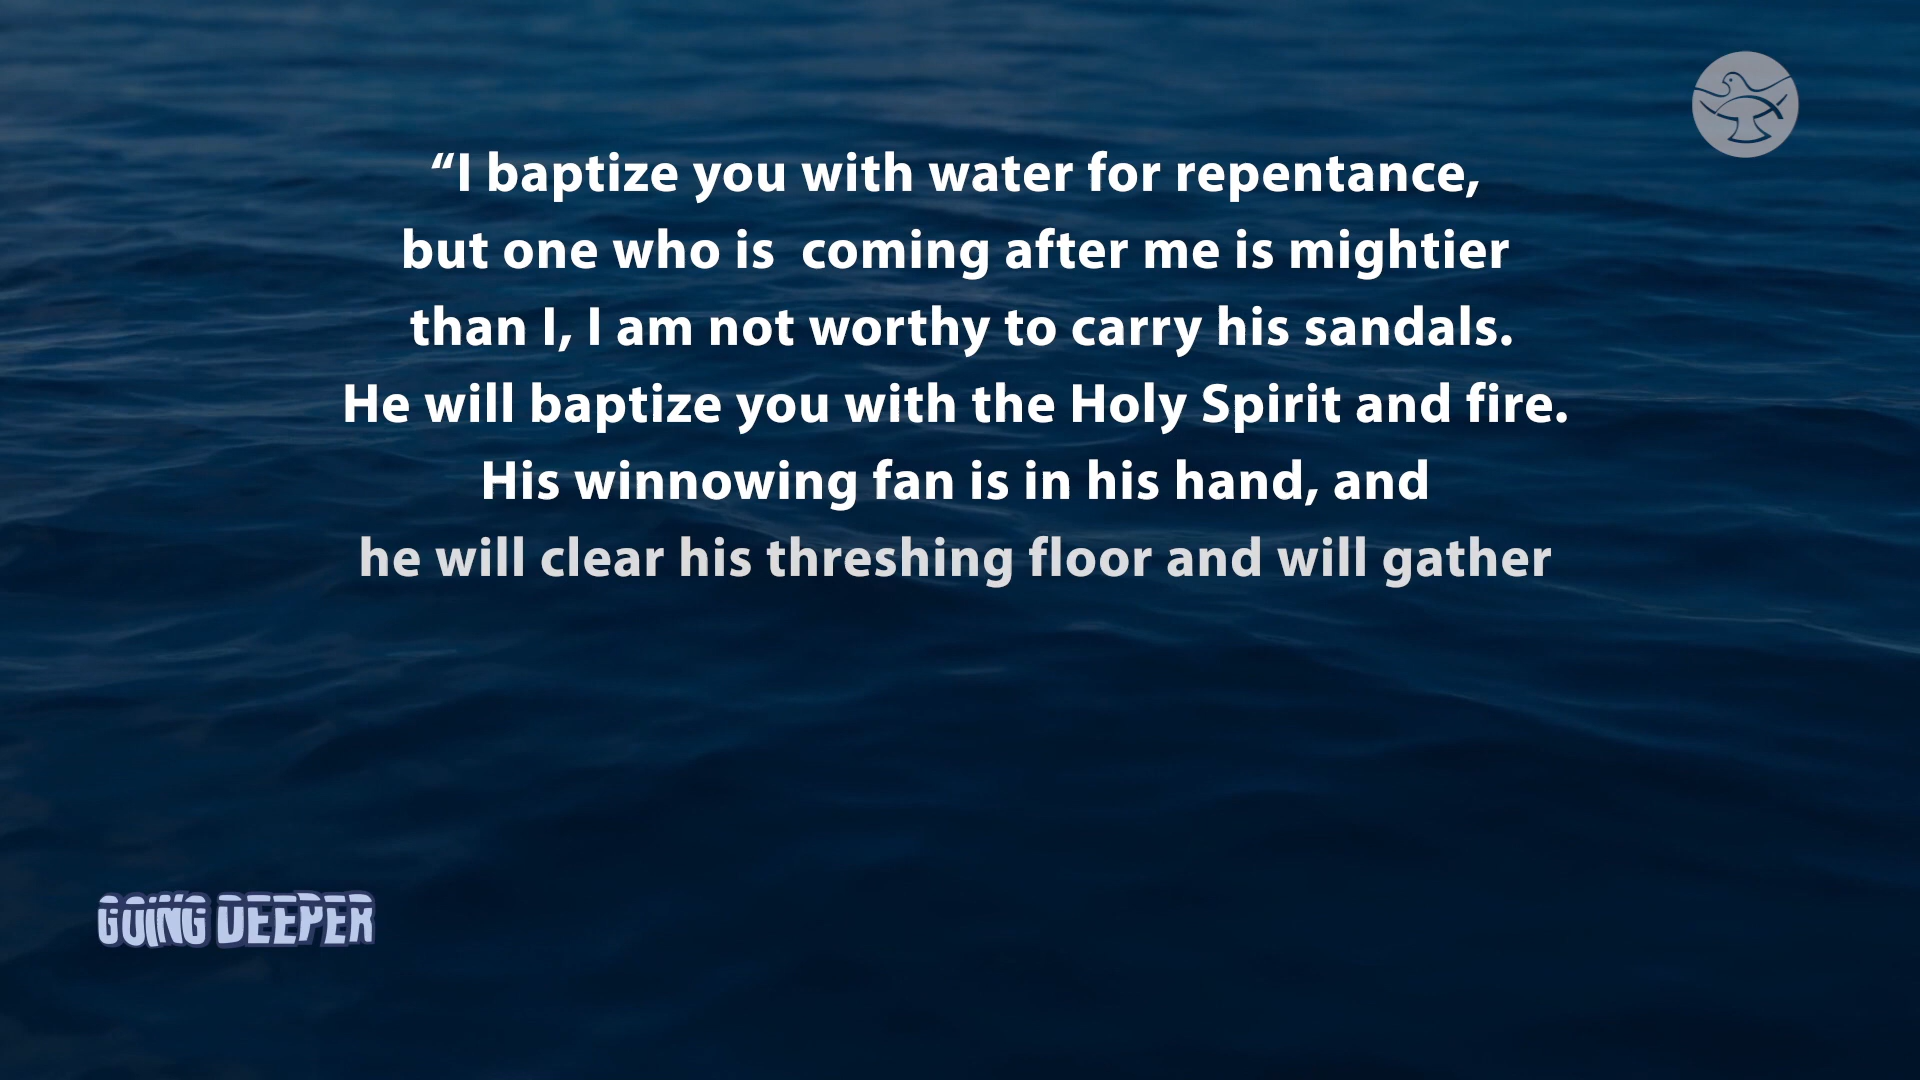 “I baptize you with water for repentance,
but one who is  coming after me is mightier
than I, I am not worthy to carry his sandals.
He will baptize you with the Holy Spirit and fire.
His winnowing fan is in his hand, and
he will clear his threshing floor and will gather
GOING DEEPER